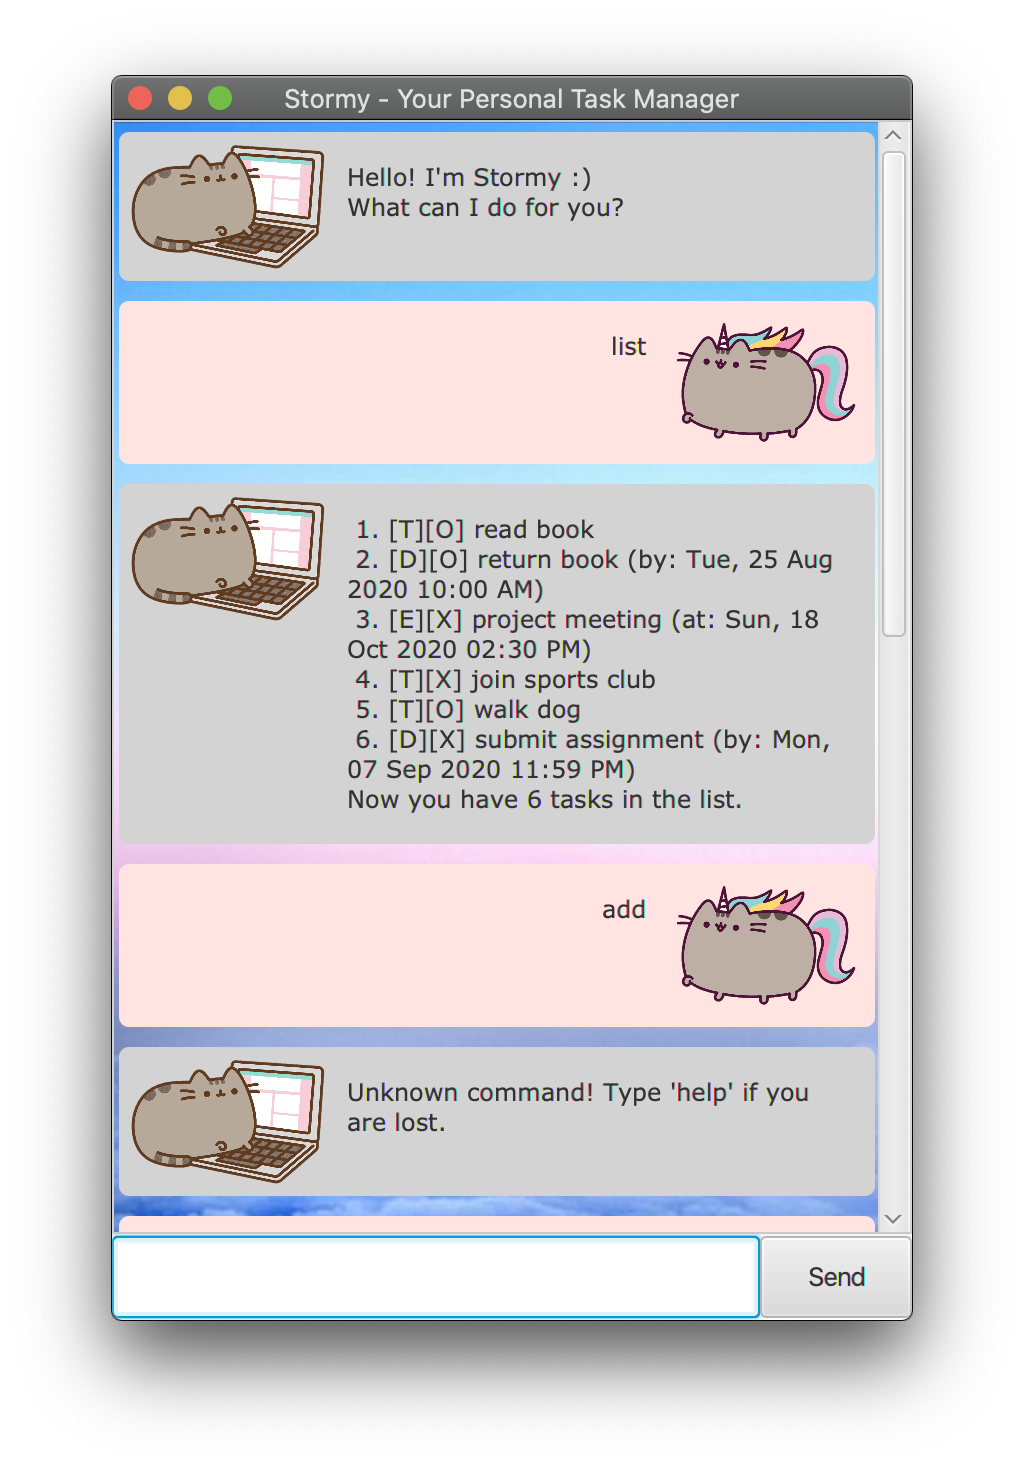 Stormy - Your Personal Task Manager
Hello! I'm Stormy :)
What can I do for you?
list
1. [T][O] read book
2. [D][O] return book (by: Tue, 25 Aug
2020 10:00 AM)
3. [E][X] project meeting (at: Sun, 18
Oct 2020 02:30 PM)
4. [T][X] join sports club
5. [T][O] walk dog
6. [D][X] submit assignment (by: Mon,
07 Sep 2020 11:59 PM)
Now you have 6 tasks in the list.
add
Unknown command! Type 'help' if you
are lost.
Send